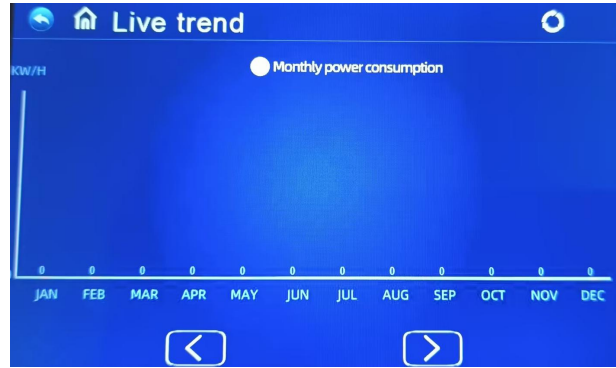 Live trend
KW/H
Monthly power consumption
0 0 0 0 0 0 0 0 0 0 0 0
JAN FEB MAR APR MAY JUN JUL AUG SEP OCT NOV DEC